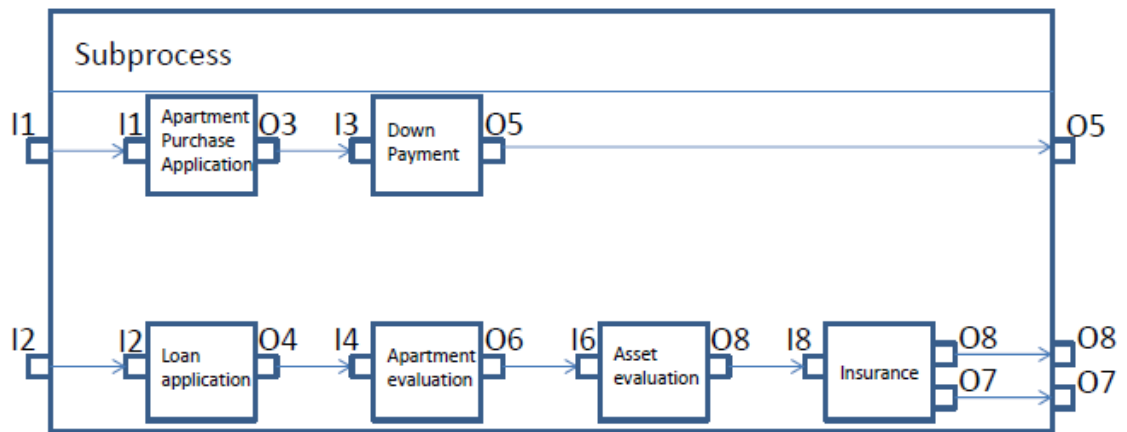 Subprocess
I1 I1 Apartment Purchase Application O3 I3 Down Payment O5 O5
I2 I2 Loan application O4 I4 Apartment evaluation O6 I6 Asset evaluation O8 I8 Insurance O8 O8
O7 O7